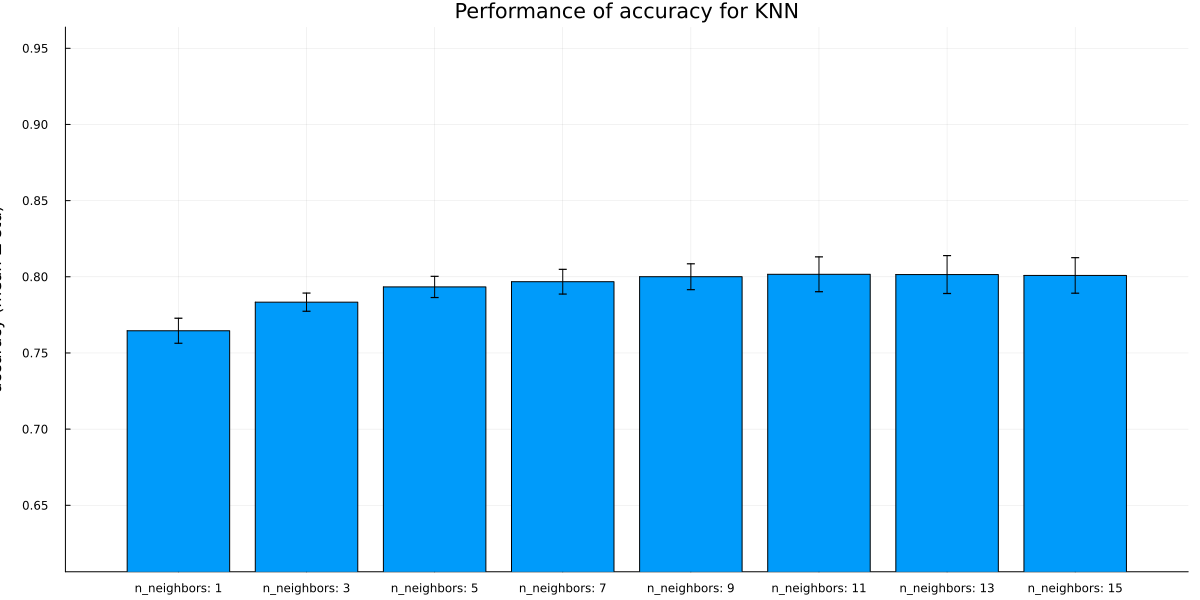 Performance of accuracy for KNN
0.95
0.90
0.85
0.80
0.75
0.70
0.65
n_neighbors: 1
n_neighbors: 3
n_neighbors: 5
n_neighbors: 7
n_neighbors: 9
n_neighbors: 11
n_neighbors: 13
n_neighbors: 15